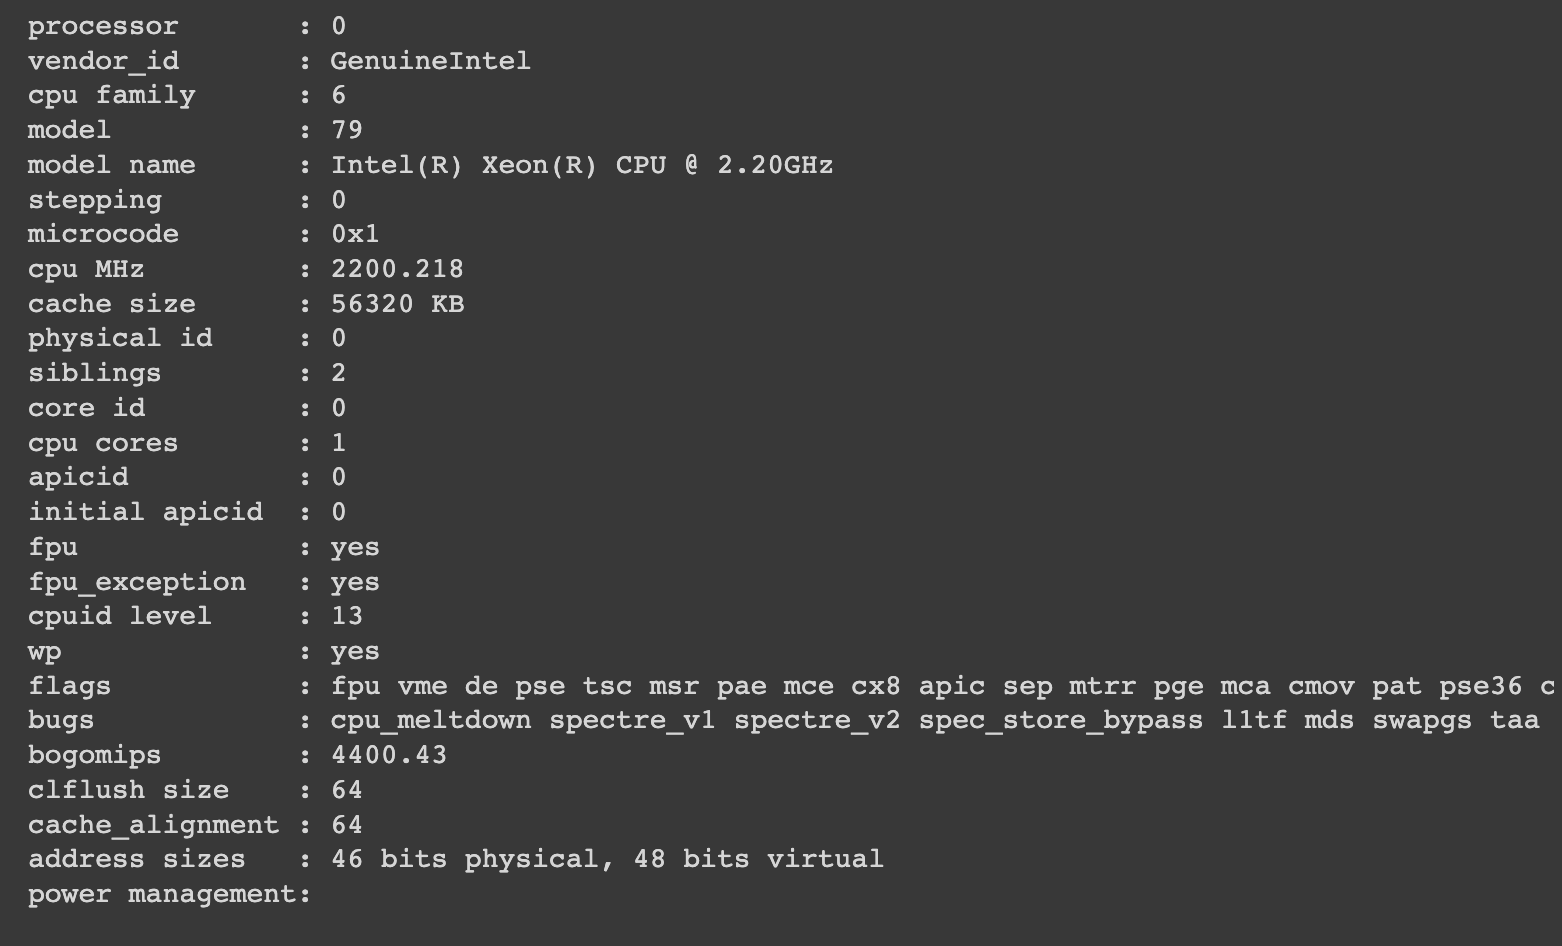 processor : 0
vendor_id : GenuineIntel
cpu family : 6
model : 79
model name : Intel(R) Xeon(R) CPU @ 2.20GHz
stepping : 0
microcode : 0x1
cpu MHz : 2200.218
cache size : 56320 KB
physical id : 0
siblings : 2
core id : 0
cpu cores : 1
apicid : 0
initial apicid : 0
fpu : yes
fpu_exception : yes
cpuid level : 13
wp : yes
flags : fpu vme de pse tsc msr pae mce cx8 apic sep mtrr pge mca cmov pat pse36 c
bugs : cpu_meltdown spectre_v1 spectre_v2 spec_store_bypass l1tf mds swapgs taa
bogomips : 4400.43
clflush size : 64
cache_alignment : 64
address sizes : 46 bits physical, 48 bits virtual
power management: